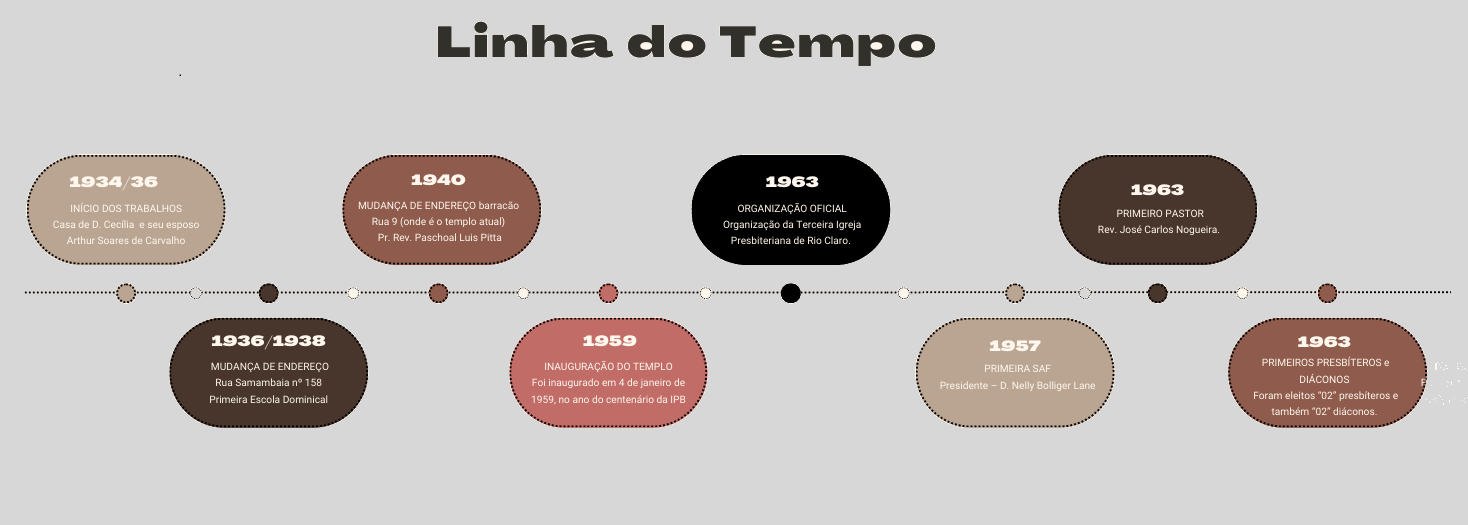 Linha do Tempo
1934/36
INÍCIO DOS TRABALHOS
Casa de D. Cecília e seu esposo
Arthur Soares de Carvalho
1936/1938
MUDANÇA DE ENDEREÇO
Rua Samambaia nº 158
Primeira Escola Dominical
1940
MUDANÇA DE ENDEREÇO barracão
Rua 9 (onde é o templo atual)
Pr. Rev. Paschoal Luis Pitta
1959
INAUGURAÇÃO DO TEMPLO
Foi inaugurado em 4 de janeiro de
1959, no ano do centenário da IPB
1963
ORGANIZAÇÃO OFICIAL
Organização da Terceira Igreja
Presbiteriana de Rio Claro.
1957
PRIMEIRA SAF
Presidente – D. Nelly Bolliger Lane
1963
PRIMEIRO PASTOR
Rev. José Carlos Nogueira.
1963
PRIMEIROS PRESBÍTEROS e
DIÁCONOS
Foram eleitos “02” presbíteros e
também “02” diáconos.